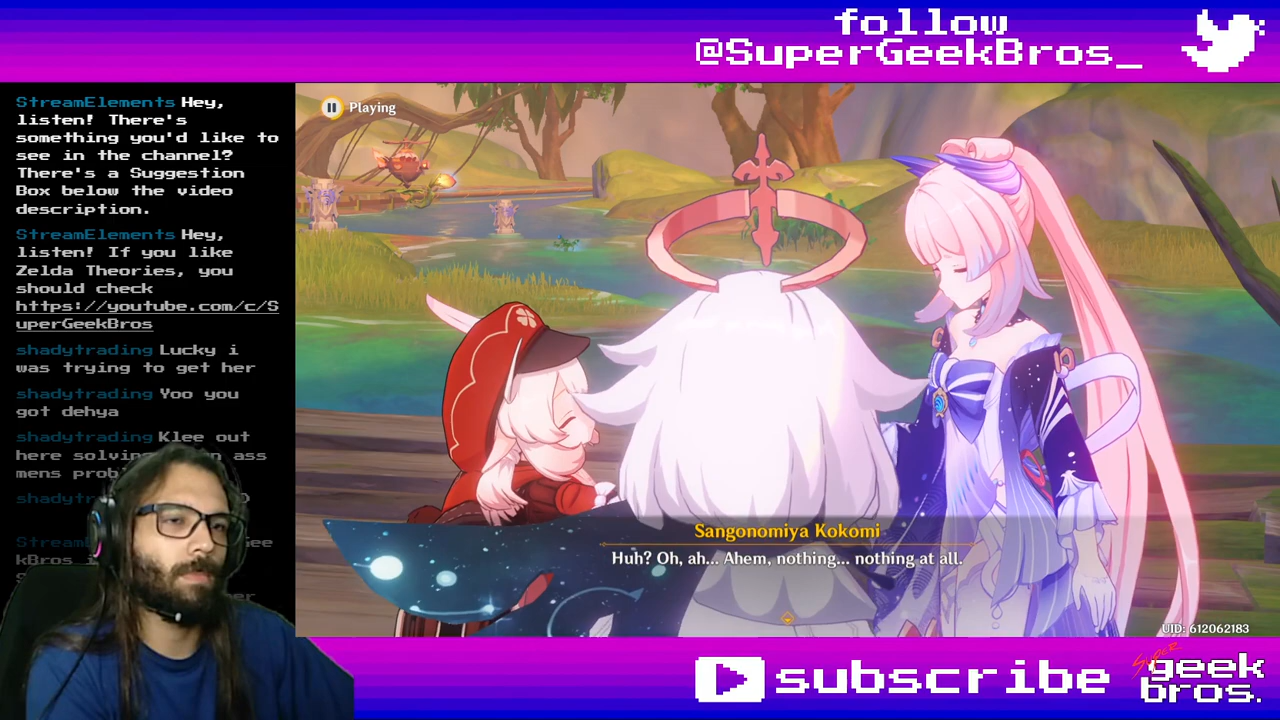 follow
@SuperGeekBros_
StreamElements Hey,
listen! There's
something you'd like to
see in the channel?
There's a Suggestion
Box below the video
description.
StreamElements Hey,
listen! If you like
Zelda Theories, you
should check
https://youtube.com/c/S
uperGeekBros
shadytrading Lucky i
was trying to get her
shadytrading Yoo you
got dehya
shadytrading Klee out
here solving ass
mens
Playing
Sangonomiya Kokomi
Huh? Oh, ah... Ahem, nothing... nothing at all.
UID: 612062183
subscribe
super
geek
bros.